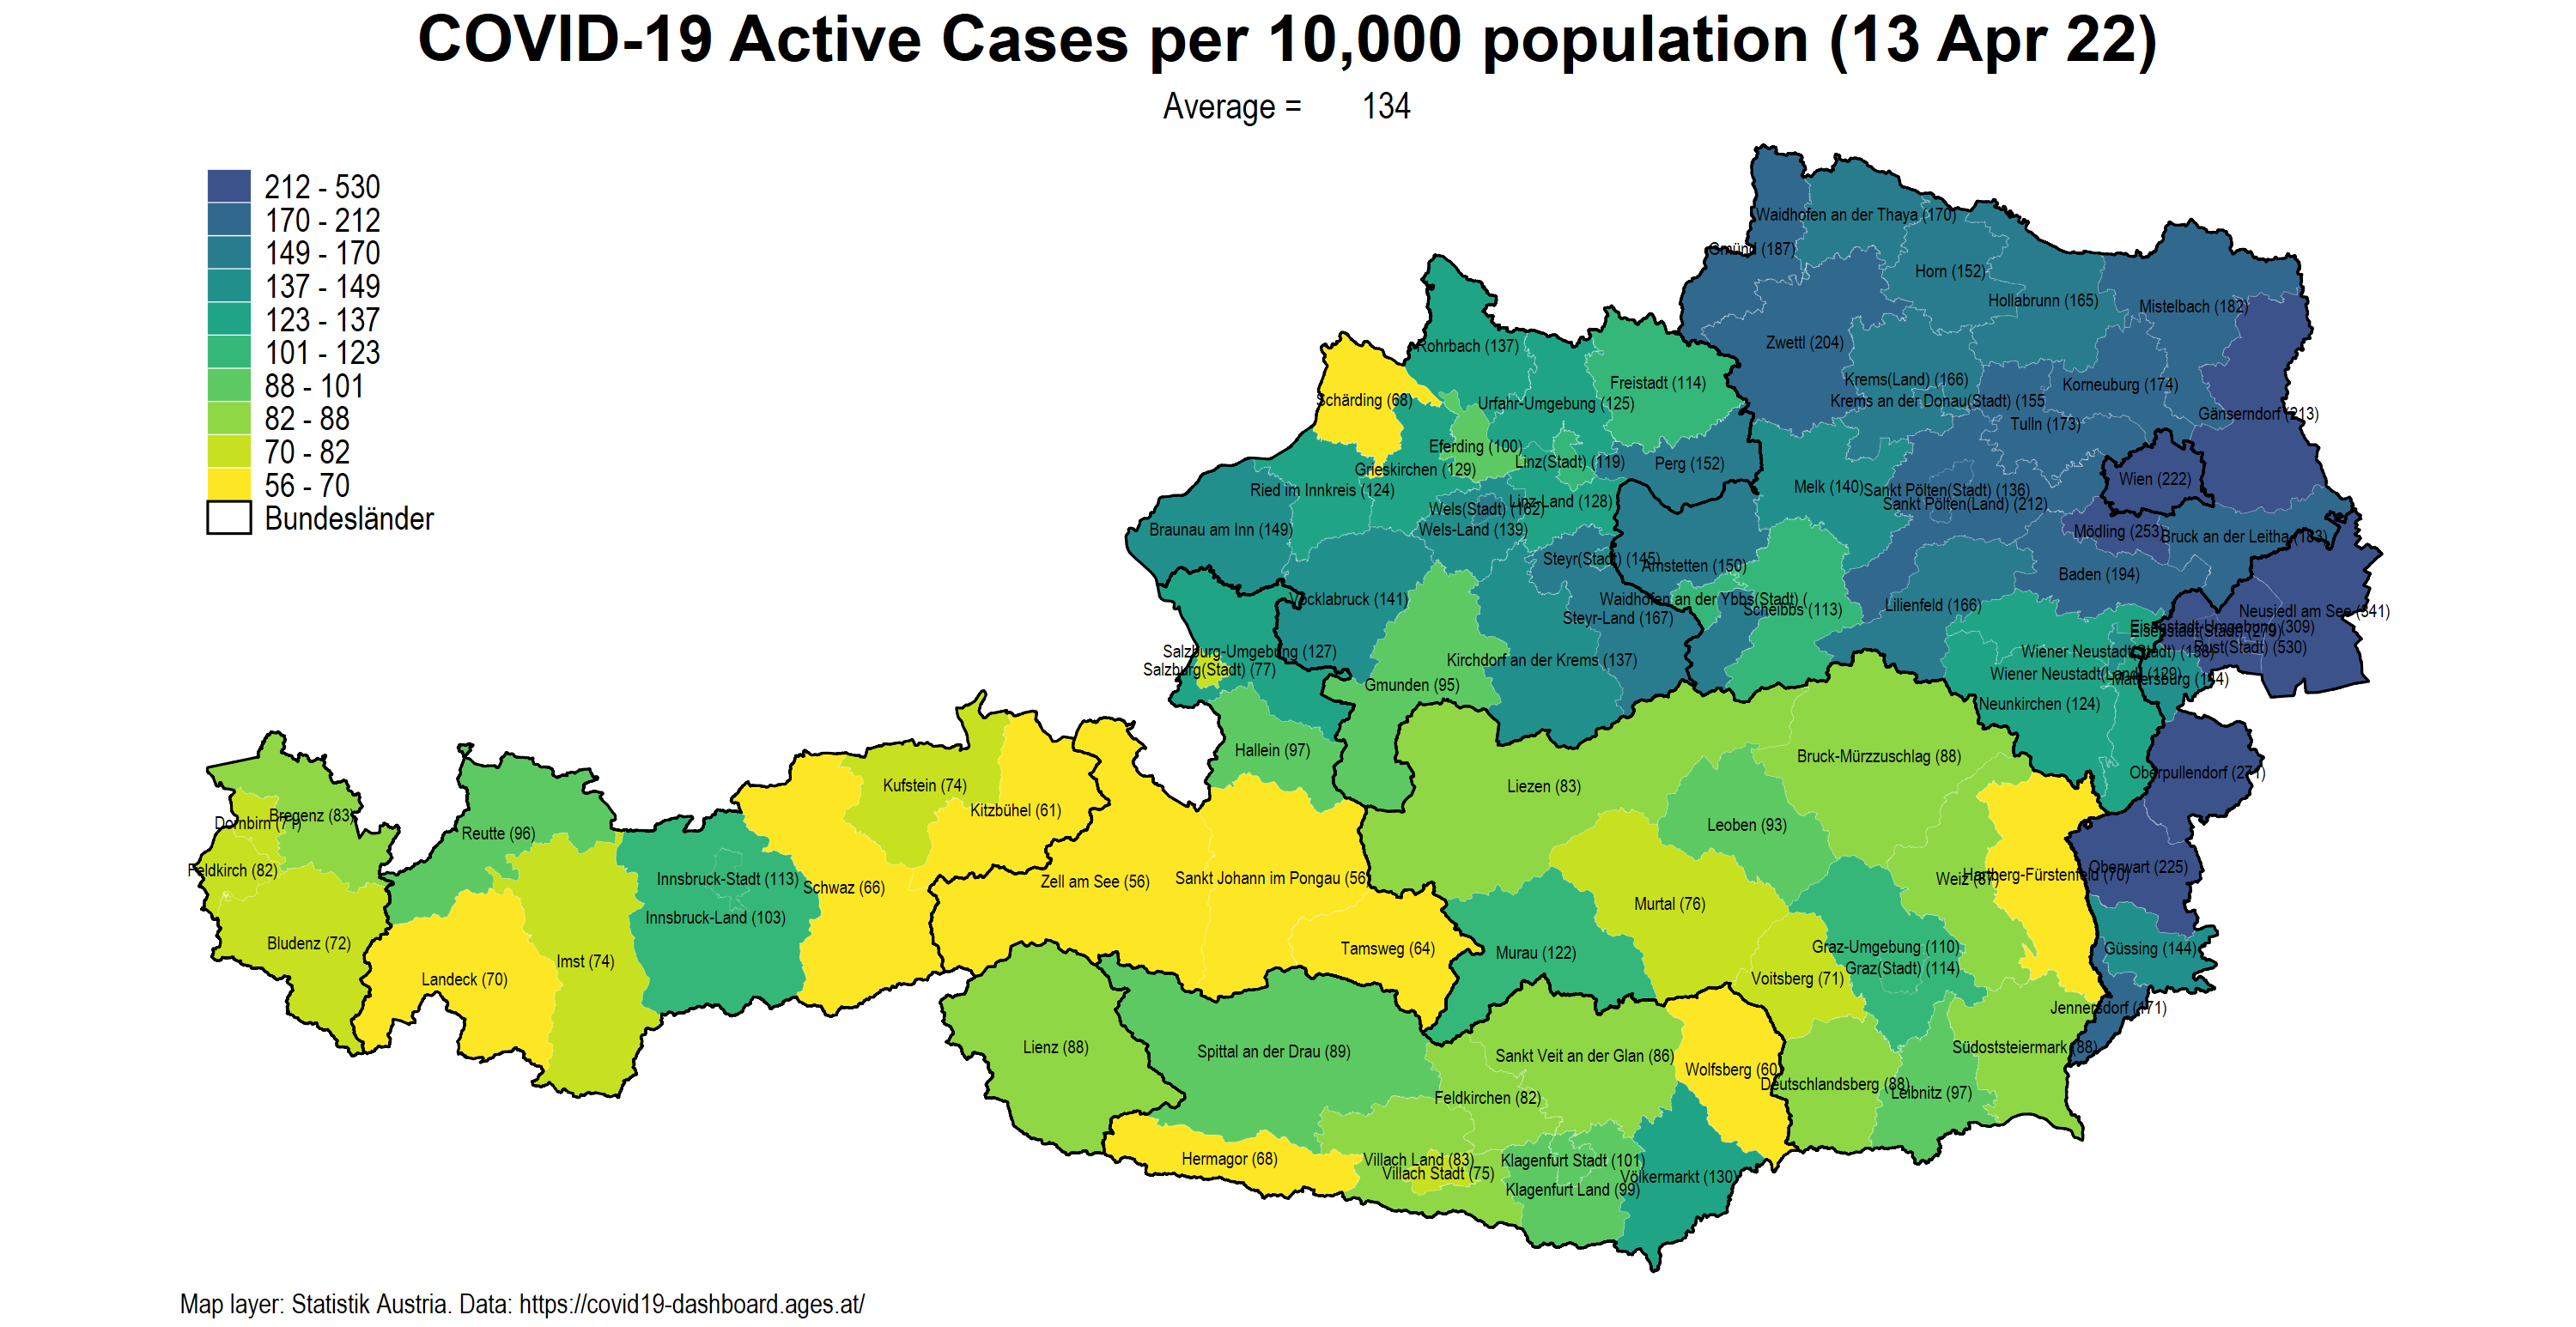 COVID-19 Active Cases per 10,000 population (13 Apr 22)
Average = 134
212 - 530
170 - 212
149 - 170
137 - 149
123 - 137
101 - 123
88 - 101
82 - 88
70 - 82
56 - 70
Bundesländer
Waidhofen an der Thaya (170)
Gmünd (187)
Horn (152)
Hollabrunn (165)
Mistelbach (182)
Zwettl (204)
Rohrbach (137)
Freistadt (114)
Krems(Land) (166)
Korneuburg (174)
Schärding (68)
Urfahr-Umgebung (125)
Krems an der Donau(Stadt) (155
Gänserndorf (213)
Tulln (173)
Eferding (100)
Linz(Stadt) (119)
Perg (152)
Grieskirchen (129)
Wien (222)
Ried im Innkreis (124)
Melk (140)
Sankt Pölten(Stadt) (136)
Sankt Pölten(Land) (212)
Linz-Land (128)
Wels(Stadt) (162)
Braunau am Inn (149)
Wels-Land (139)
Mödling (253)
Bruck an der Leitha (183)
Steyr(Stadt) (145)
Amstetten (150)
Baden (194)
Vöcklabruck (141)
Waidhofen an der Ybbs(Stadt) (
Scheibbs (113)
Lilienfeld (166)
Neusiedl am See (341)
Steyr-Land (167)
Eisenstadt-Umgebung (309)
Eisenstadt(Stadt) (279)
Rust(Stadt) (530)
Salzburg-Umgebung (127)
Salzburg(Stadt) (77)
Kirchdorf an der Krems (137)
Wiener Neustadt(Stadt) (138)
Wiener Neustadt(Land) (129)
Mattersburg (154)
Gmunden (95)
Neunkirchen (124)
Hallein (97)
Bruck-Mürzzuschlag (88)
Oberpullendorf (271)
Kufstein (74)
Liezen (83)
Kitzbühel (61)
Bregenz (83)
Dornbirn (71)
Reutte (96)
Leoben (93)
Feldkirch (82)
Innsbruck-Stadt (113)
Schwaz (66)
Zell am See (56)
Sankt Johann im Pongau (56)
Weiz (87)
Hartberg-Fürstenfeld (70)
Oberwart (225)
Innsbruck-Land (103)
Murtal (76)
Bludenz (72)
Imst (74)
Landeck (70)
Tamsweg (64)
Murau (122)
Graz-Umgebung (110)
Graz(Stadt) (114)
Güssing (144)
Voitsberg (71)
Jennersdorf (171)
Lienz (88)
Spittal an der Drau (89)
Sankt Veit an der Glan (86)
Wolfsberg (60)
Südoststeiermark (88)
Deutschlandsberg (88)
Leibnitz (97)
Feldkirchen (82)
Hermagor (68)
Villach Land (83)
Villach Stadt (75)
Klagenfurt Stadt (101)
Klagenfurt Land (99)
Völkermarkt (130)
Map layer: Statistik Austria. Data: https://covid19-dashboard.ages.at/